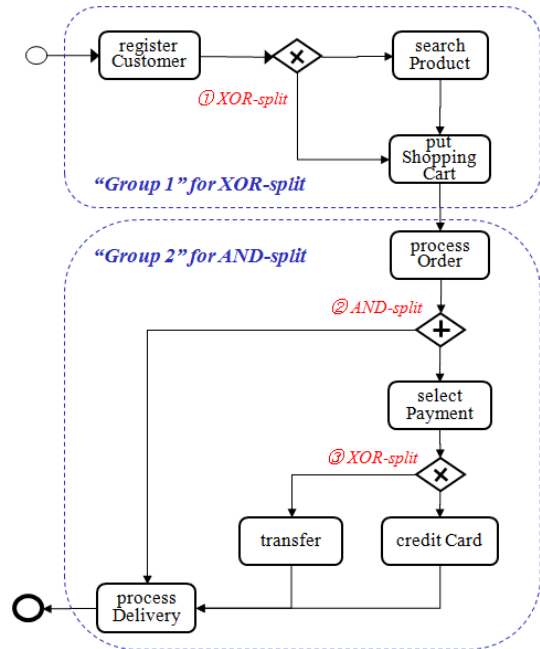 register
Customer
search
Product
① XOR-split
put
Shopping
Cart
“Group 1” for XOR-split
process
Order
“Group 2” for AND-split
② AND-split
select
Payment
③ XOR-split
transfer
credit Card
process
Delivery